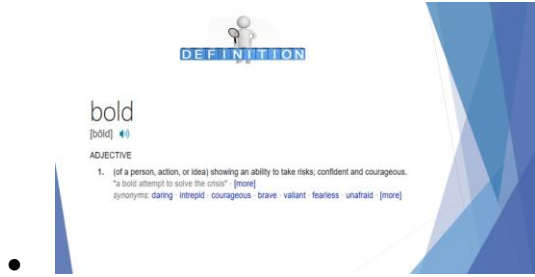 DEFINITION
bold
[bōld]
ADJECTIVE
1. (of a person, action, or idea) showing an ability to take risks; confident and courageous.
"a bold attempt to solve the crisis" · [more]
synonyms: daring · intrepid · courageous · brave · valiant · fearless · unafraid · [more]